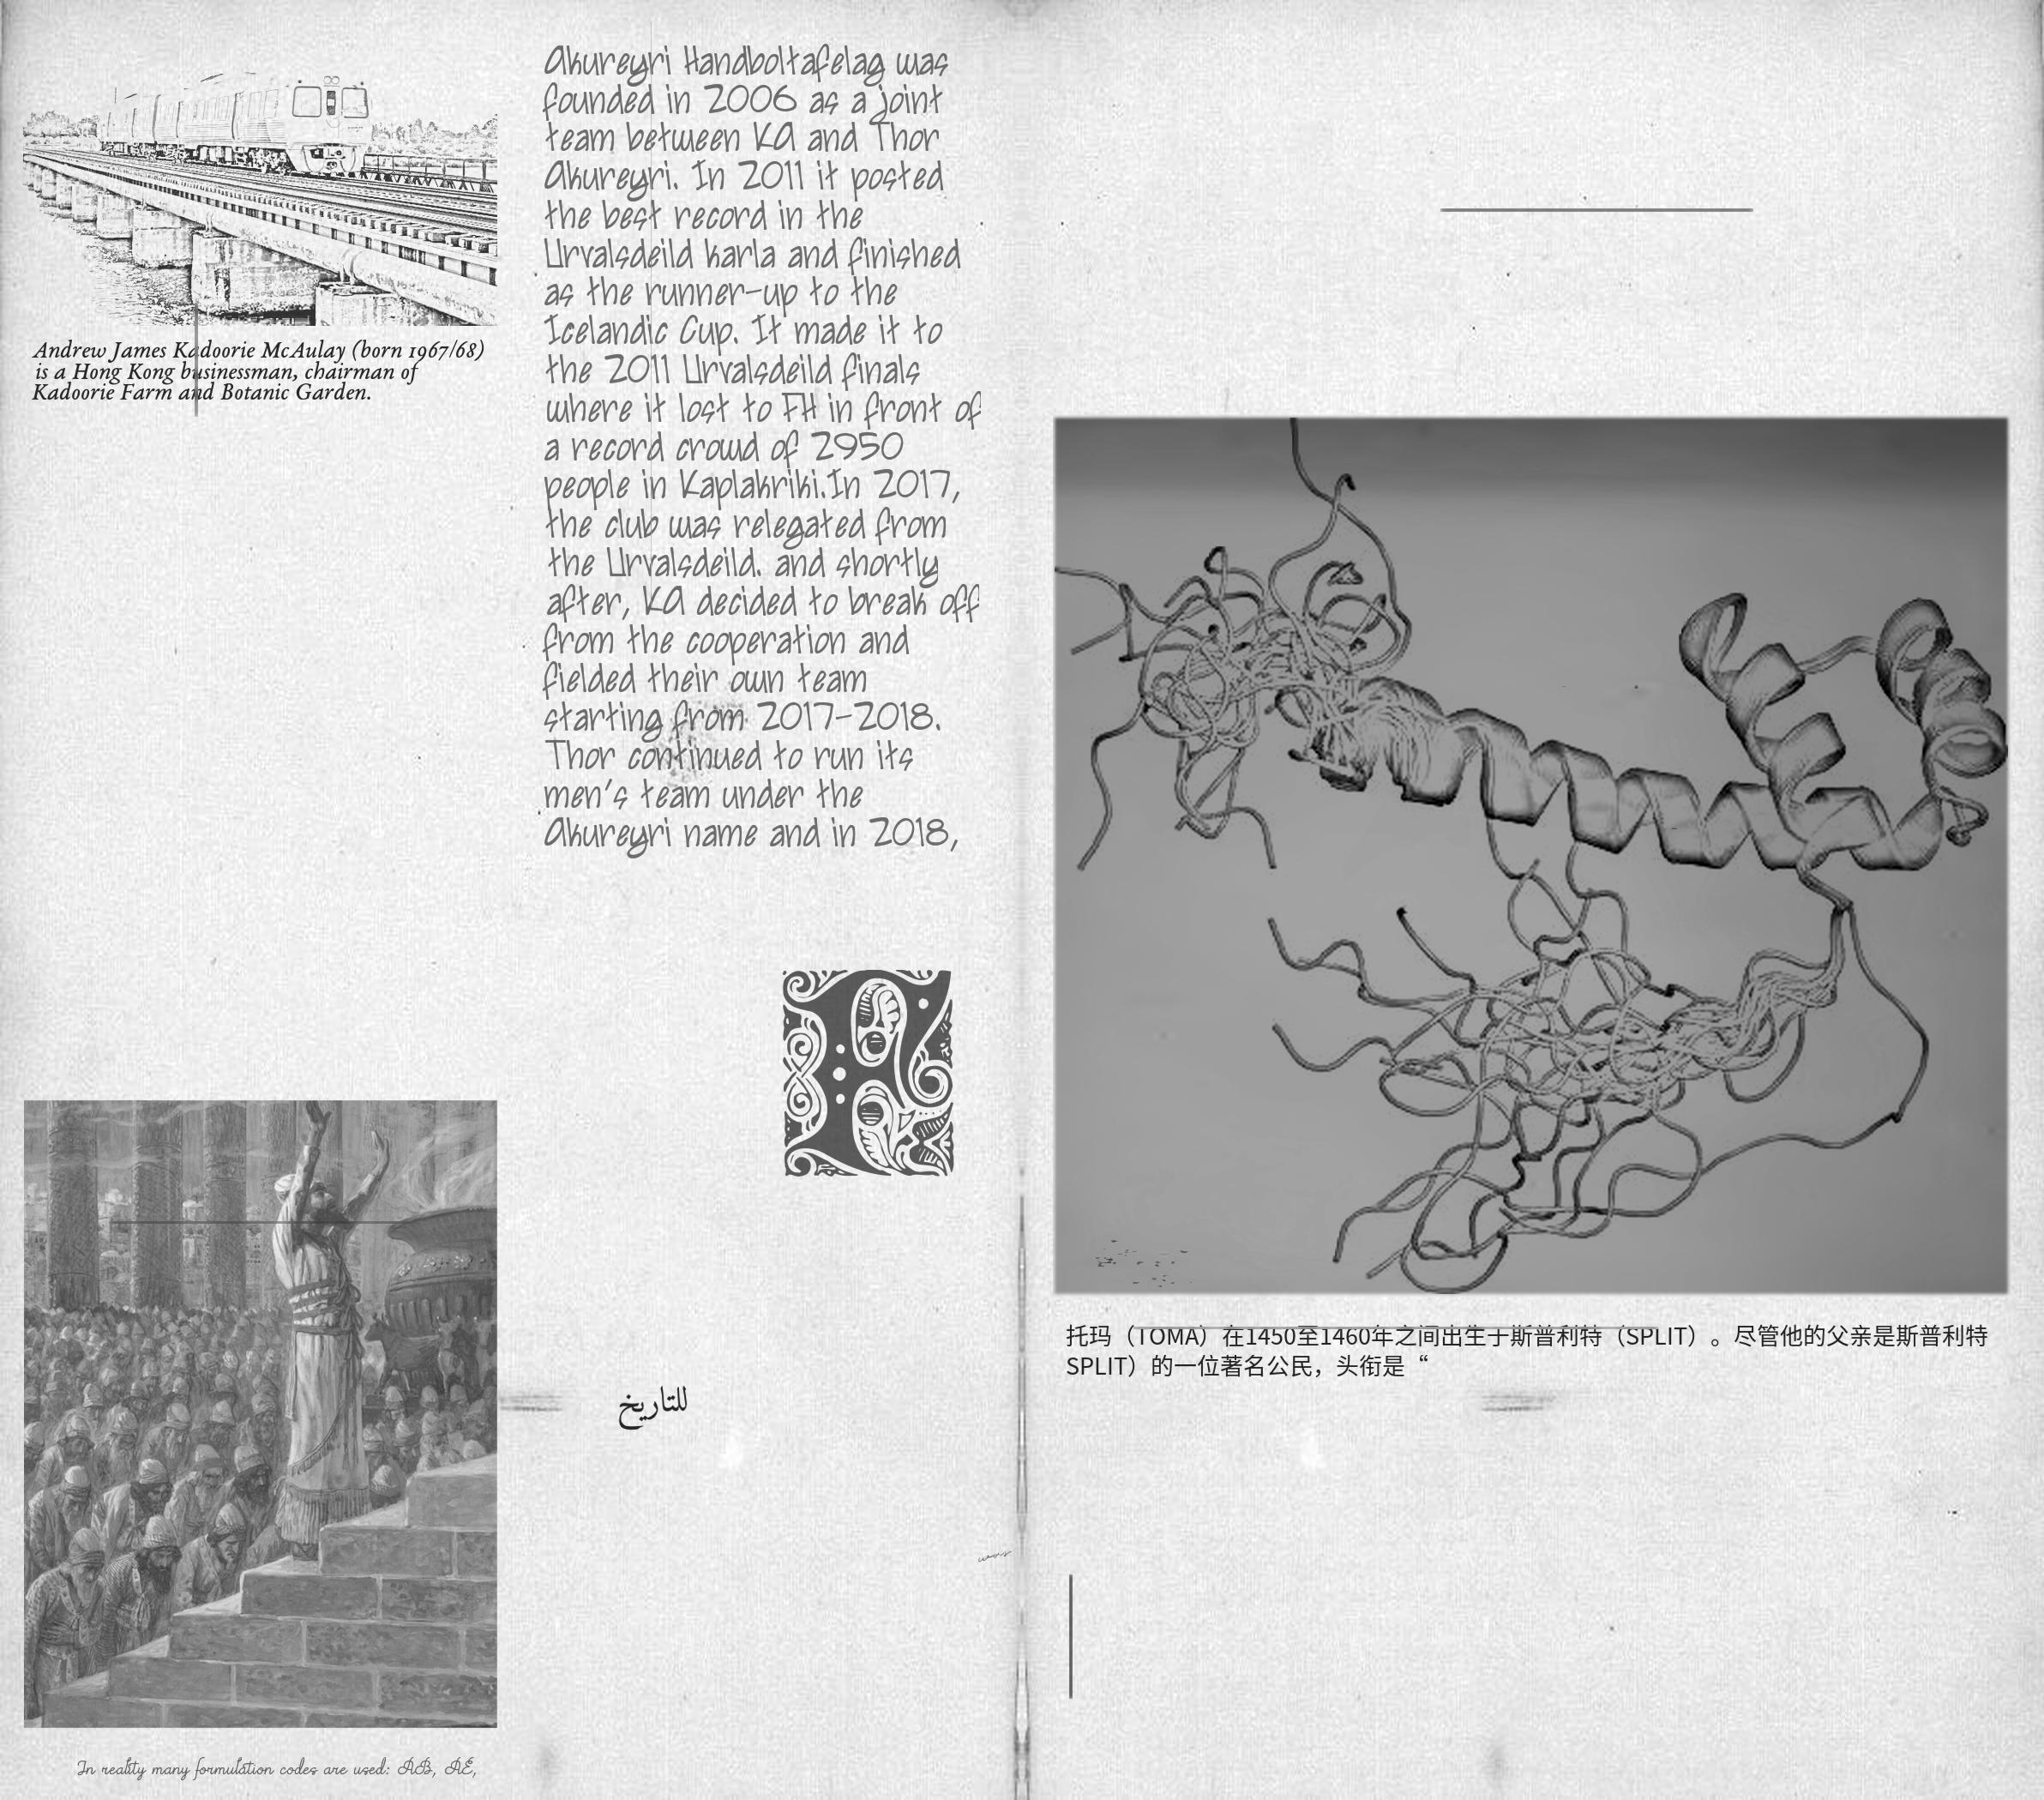 Andrew James Kadoorie McAulay (born 1967/68)
is a Hong Kong businessman, chairman of
Kadoorie Farm and Botanic Garden.
Akureyri Handboltafelag was
founded in 2006 as a joint
team between KA and Thor
Akureyri. In 2011 it posted
the best record in the
Urvalsdeild karla and finished
as the runner-up to the
Icelandic Cup. It made it to
the 2011 Urvalsdeild finals
where it lost to FH in front of
a record crowd of 2950
people in Kaplakriki.In 2017,
the club was relegated from
the Urvalsdeild. and shortly
after, KA decided to break off
from the cooperation and
fielded their own team
starting from 2017-2018.
Thor continued to run its
men's team under the
Akureyri name and in 2018,
للتاريخ
In reality many formulation codes are used: AB, AE,
托玛（TOMA）在1450至1460年之间出生于斯普利特（SPLIT）。尽管他的父亲是斯普利特
SPLIT）的一位著名公民，头衔是“